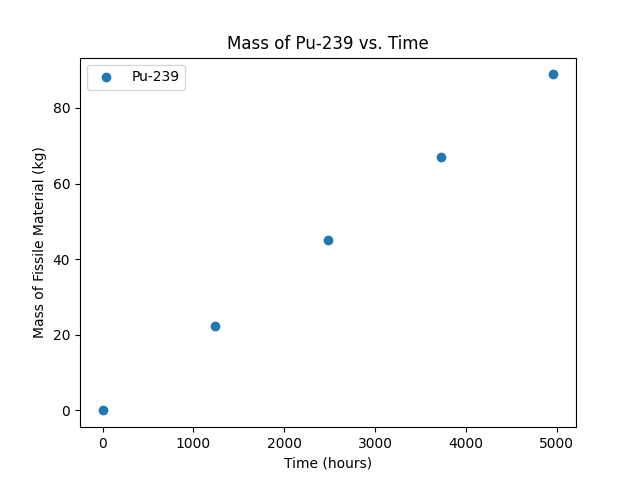 Mass of Pu-239 vs. Time
Pu-239
Mass of Fissile Material (kg)
80
60
40
20
0
0 1000 2000 3000 4000 5000
Time (hours)